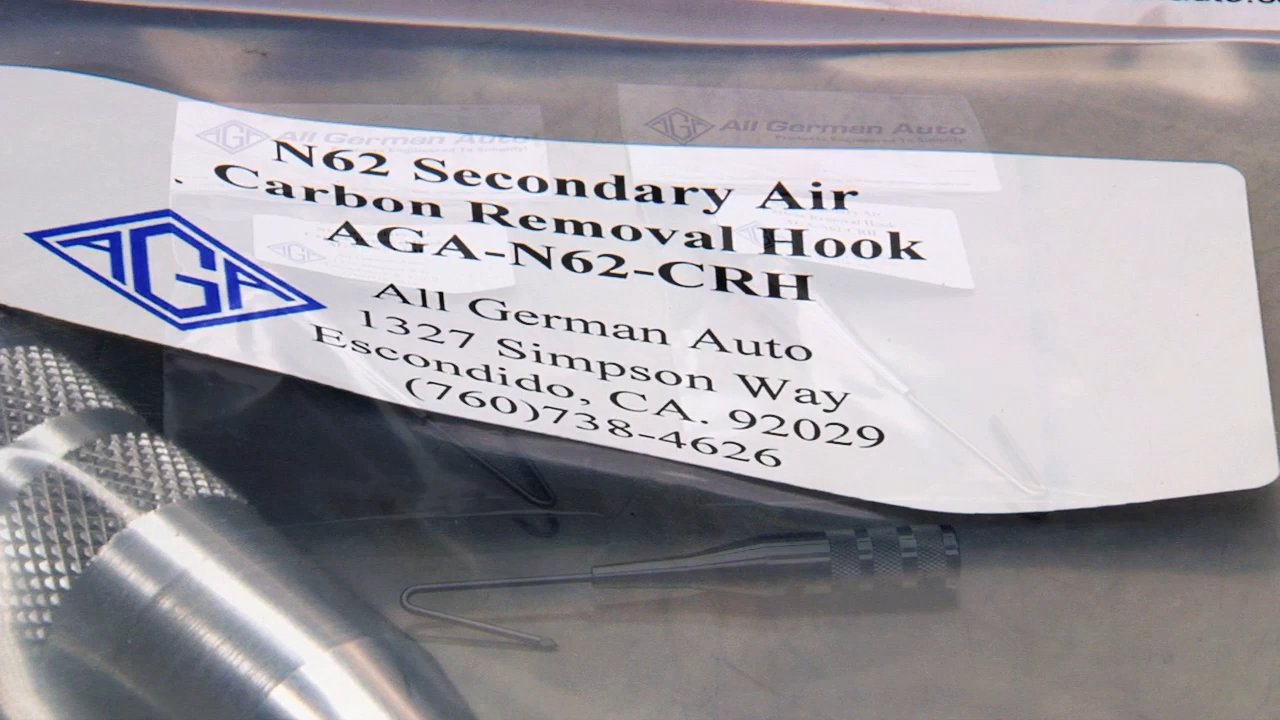 All German Auto
All German Auto
N62 Secondary Air
Carbon Removal Hook
AGA-N62-CRH
AGA
All German Auto
1327 Simpson Way
Escondido, CA. 92029
(760)738-4626